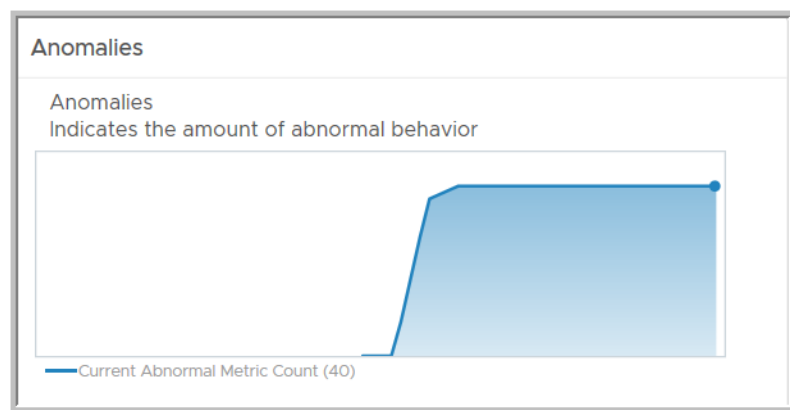 Anomalies
Anomalies
Indicates the amount of abnormal behavior
Current Abnormal Metric Count (40)